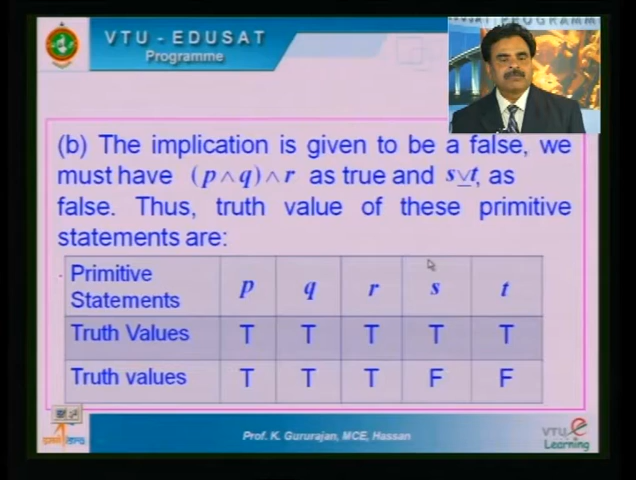 VTU - EDUSAT
Programme
(b) The implication is given to be a false, we
must have (p∧q)∧r as true and s⊻t, as
false. Thus, truth value of these primitive
statements are:
Primitive Statements p q r s t
Truth Values T T T T T
Truth values T T T F F
Prof. K. Gururajan, MCE, Hassan
VTU e
Learning